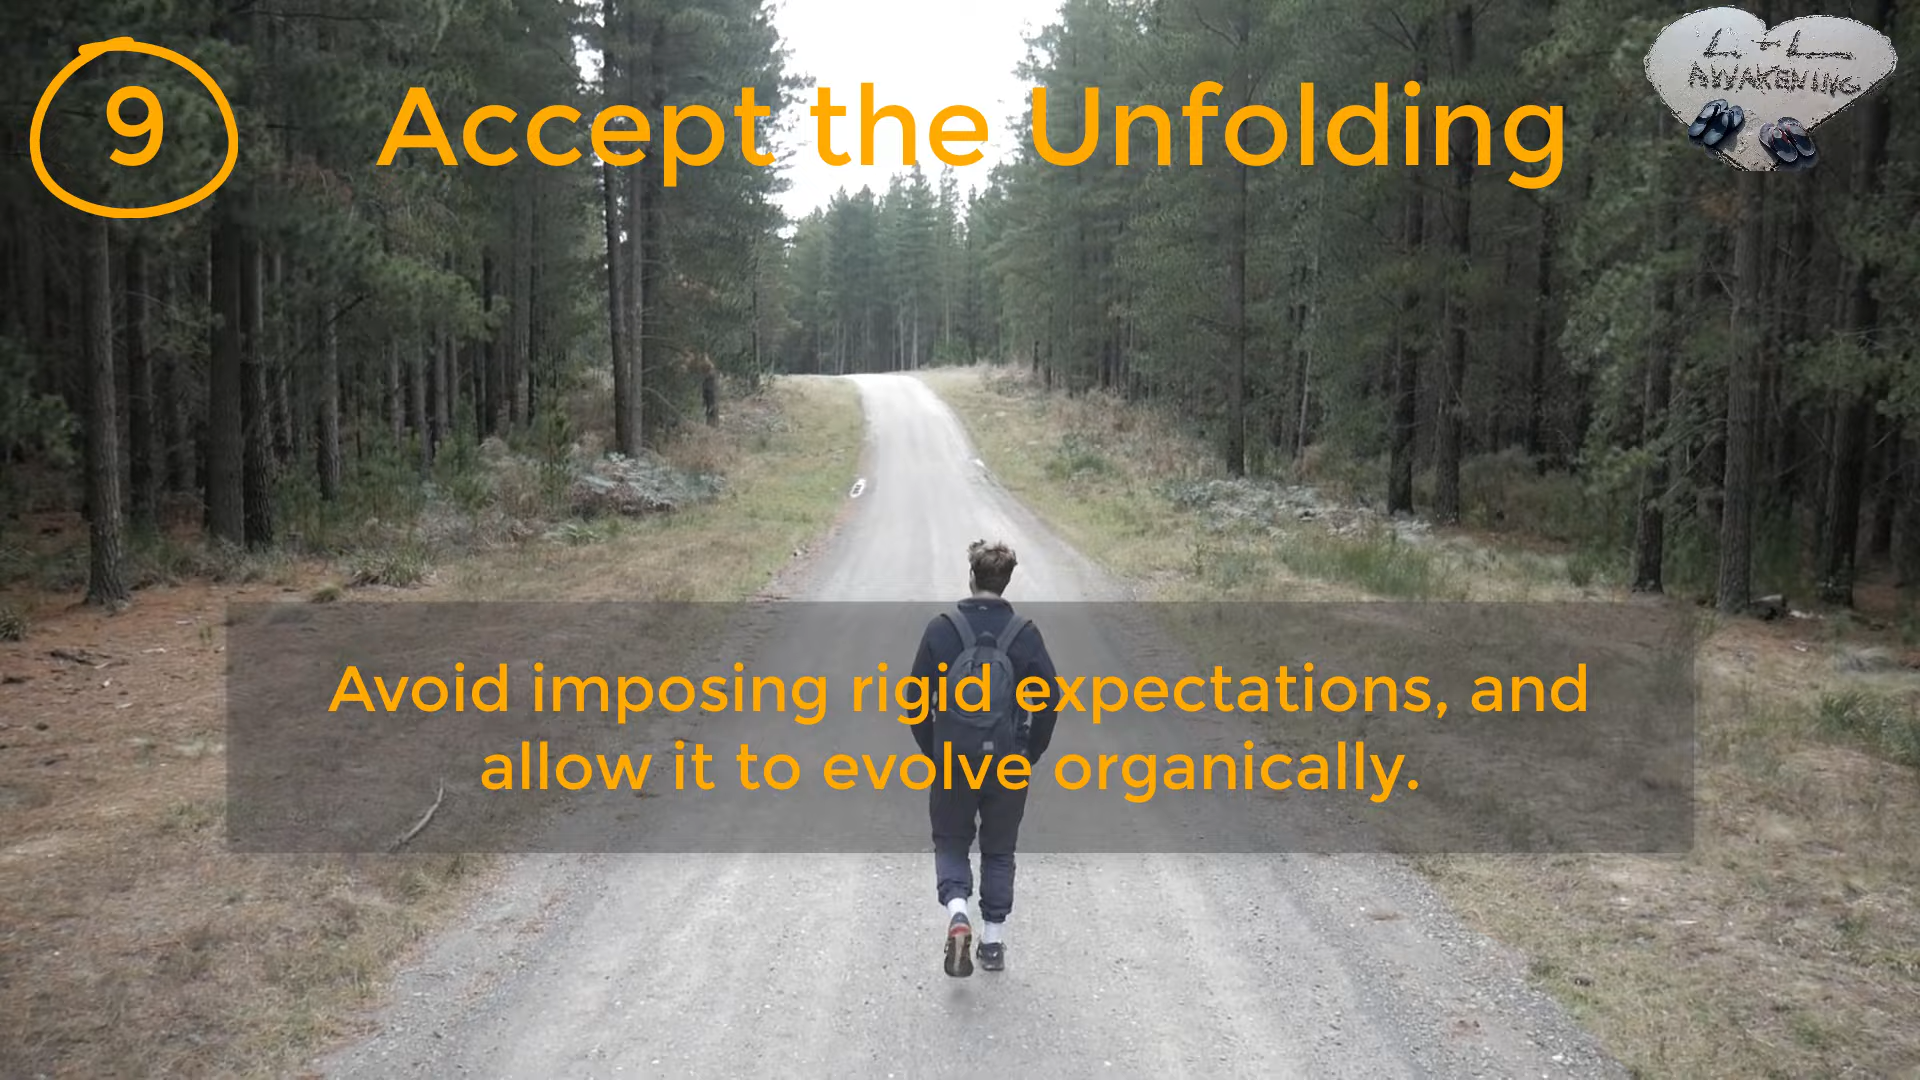 9
Accept the Unfolding
AWAKENING
Avoid imposing rigid expectations, and
allow it to evolve organically.